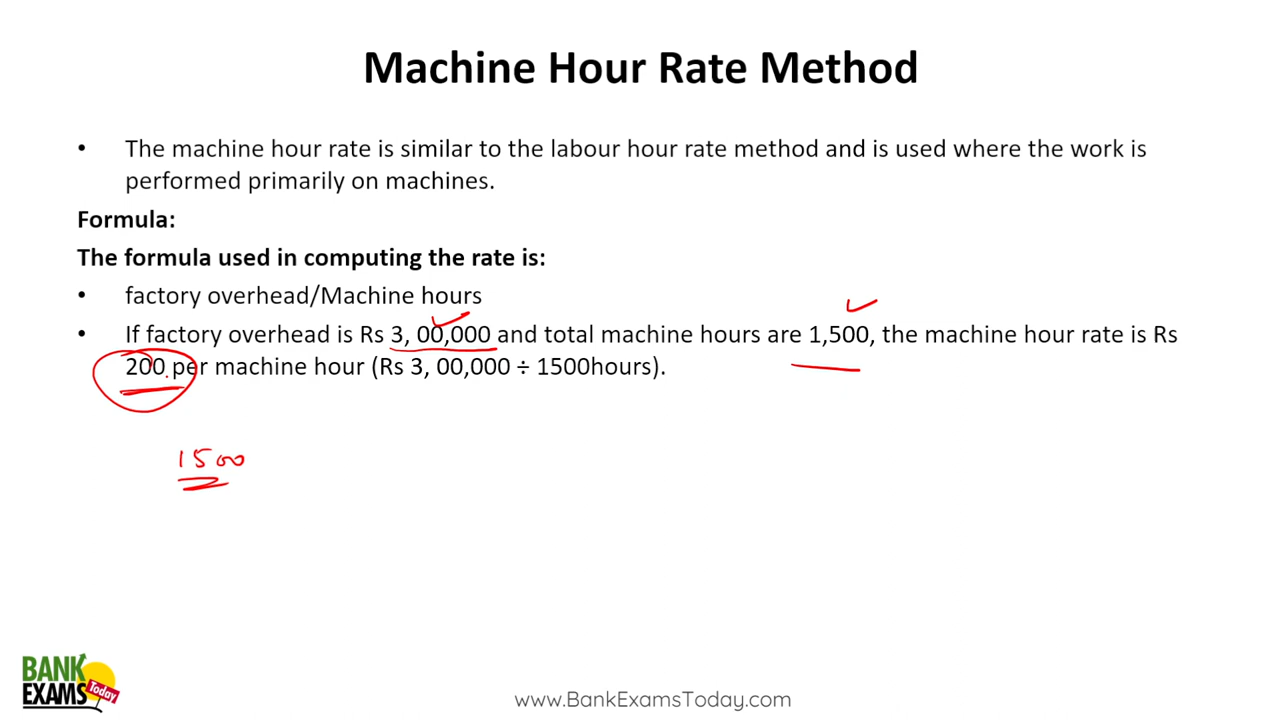 Machine Hour Rate Method
• The machine hour rate is similar to the labour hour rate method and is used where the work is
performed primarily on machines.
Formula:
The formula used in computing the rate is:
• factory overhead/Machine hours
• If factory overhead is Rs 3, 00,000 and total machine hours are 1,500, the machine hour rate is Rs
200 per machine hour (Rs 3, 00,000 ÷ 1500hours).
1500
BANK
EXAMS Today
www.BankExamsToday.com